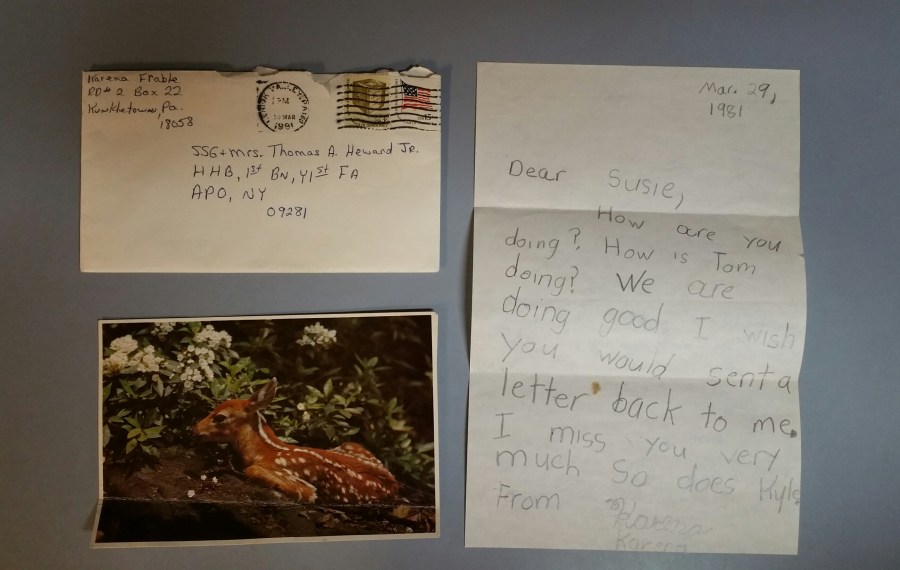 Karena Frable
RD# 2 Box 22
Kunkletown, Pa.
18058
PM
MAR
1981
SSG + Mrs. Thomas A. Heward Jr.
HHB, 1st BN, 41st FA
APO, NY
09281
Mar. 29,
1981
Dear Susie,
How are you
doing? How is Tom
doing? We are
doing good I wish
you would sent a
letter back to me.
I miss you very
much So does Kyle
From Karena
Karena